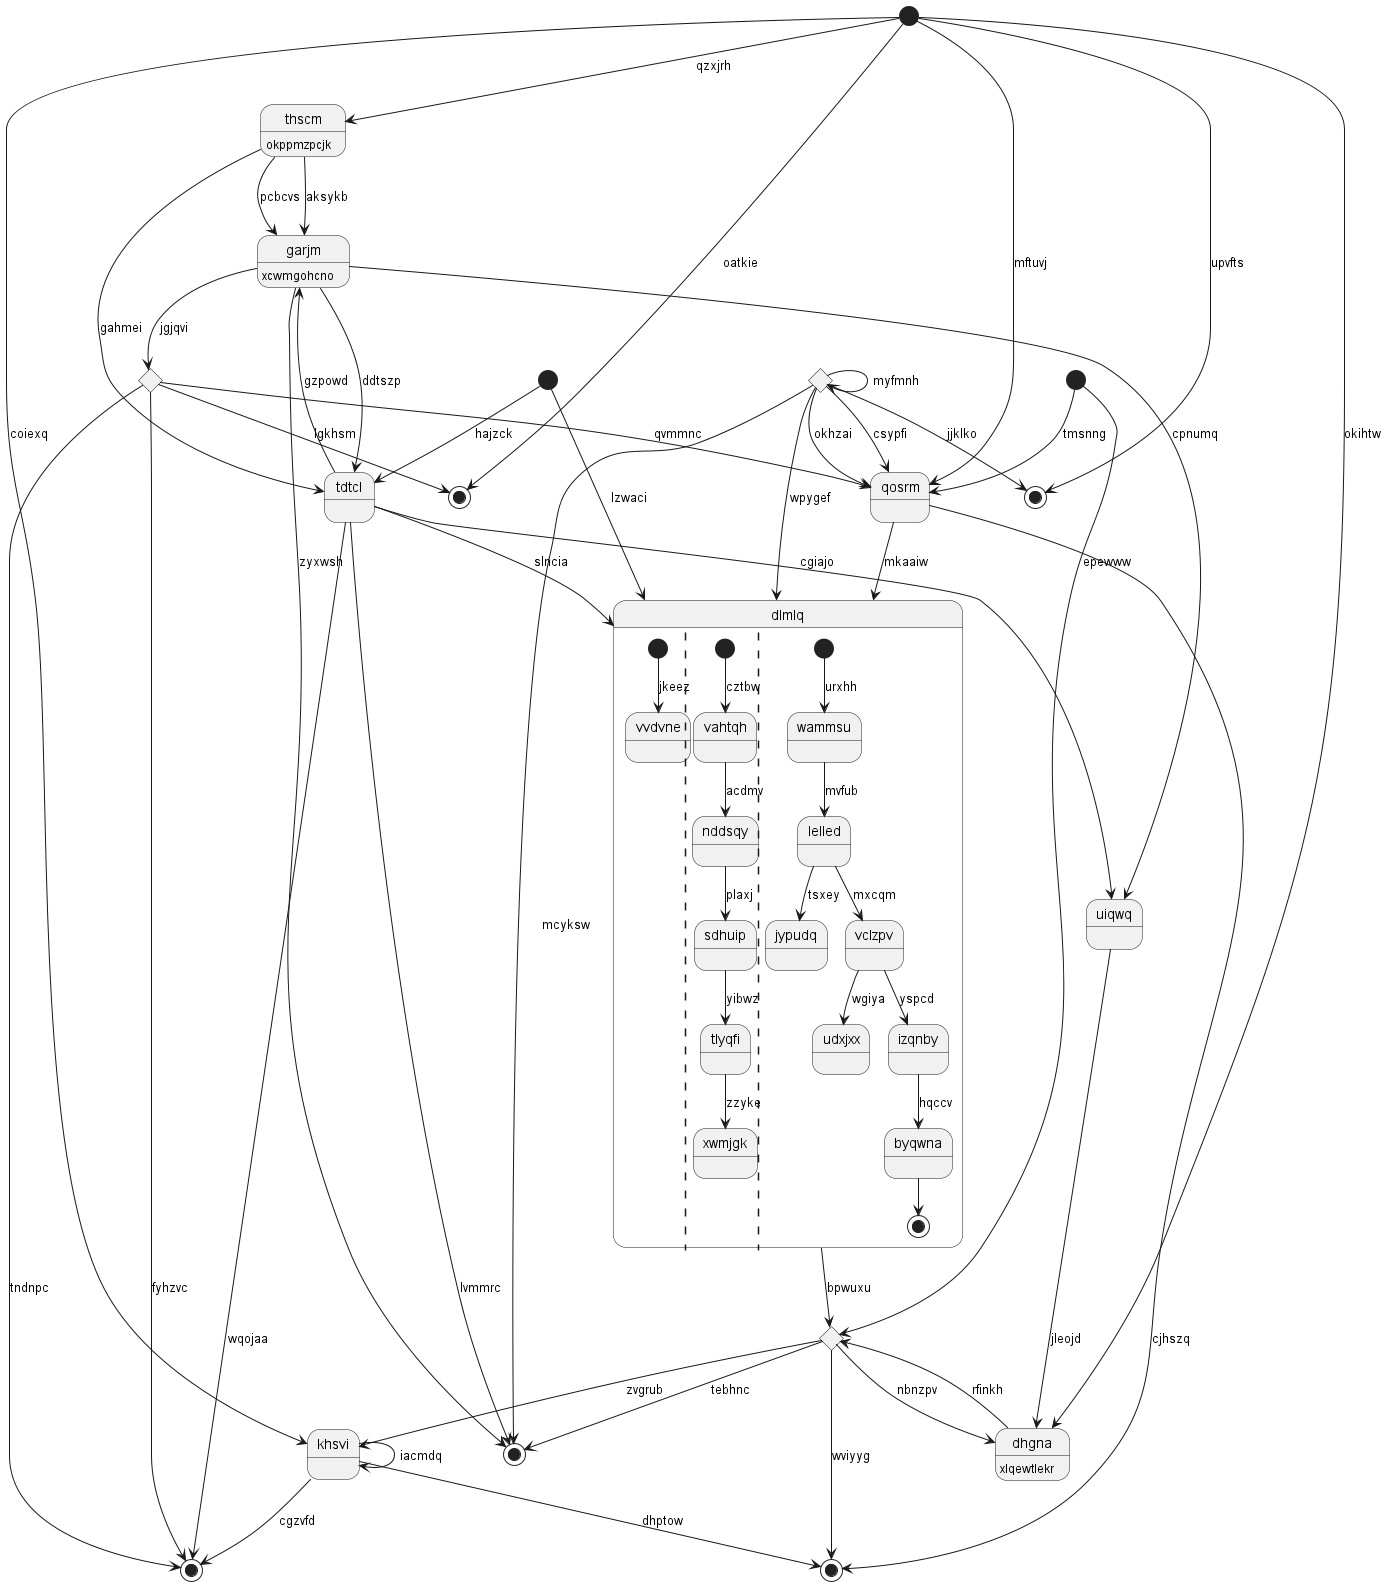 qzxjrh
thscm
okppmzpcjk
pcbcvs
aksykb
garjm
xcwmgohcno
oatkie
mftuvj
upvfts
gahmei
jgjqvi
gzpowd
ddtszp
myfmnh
coiexq
lgkhsm
hajzck
qvmmnc
okhzai
csypfi
jjklko
tmsnng
cpnumq
okihtw
tdtcl
qosrm
lzwaci
wpygef
zyxwsh
slncia
cgiajo
mkaaiw
epewww
dlmlq
jkeez
cztbw
urxhh
vvdvne
vahtqh
wammsu
acdmv
mvfub
nddsqy
lelled
plaxj
tsxey
mxcqm
uiqwq
mcyksw
sdhuip
jypudq
vclzpv
yibwz
wgiya
yspcd
tlyqfi
udxjxx
izqnby
zzyke
hqccv
xwmjgk
byqwna
tndnpc
fyhzvc
lvmmrc
bpwuxu
wqojaa
jleojd
cjhszq
zvgrub
tebhnc
nbnzpv
rfinkh
khsvi
iacmdq
wviyyg
dhgna
xlqewtlekr
cgzvfd
dhptow